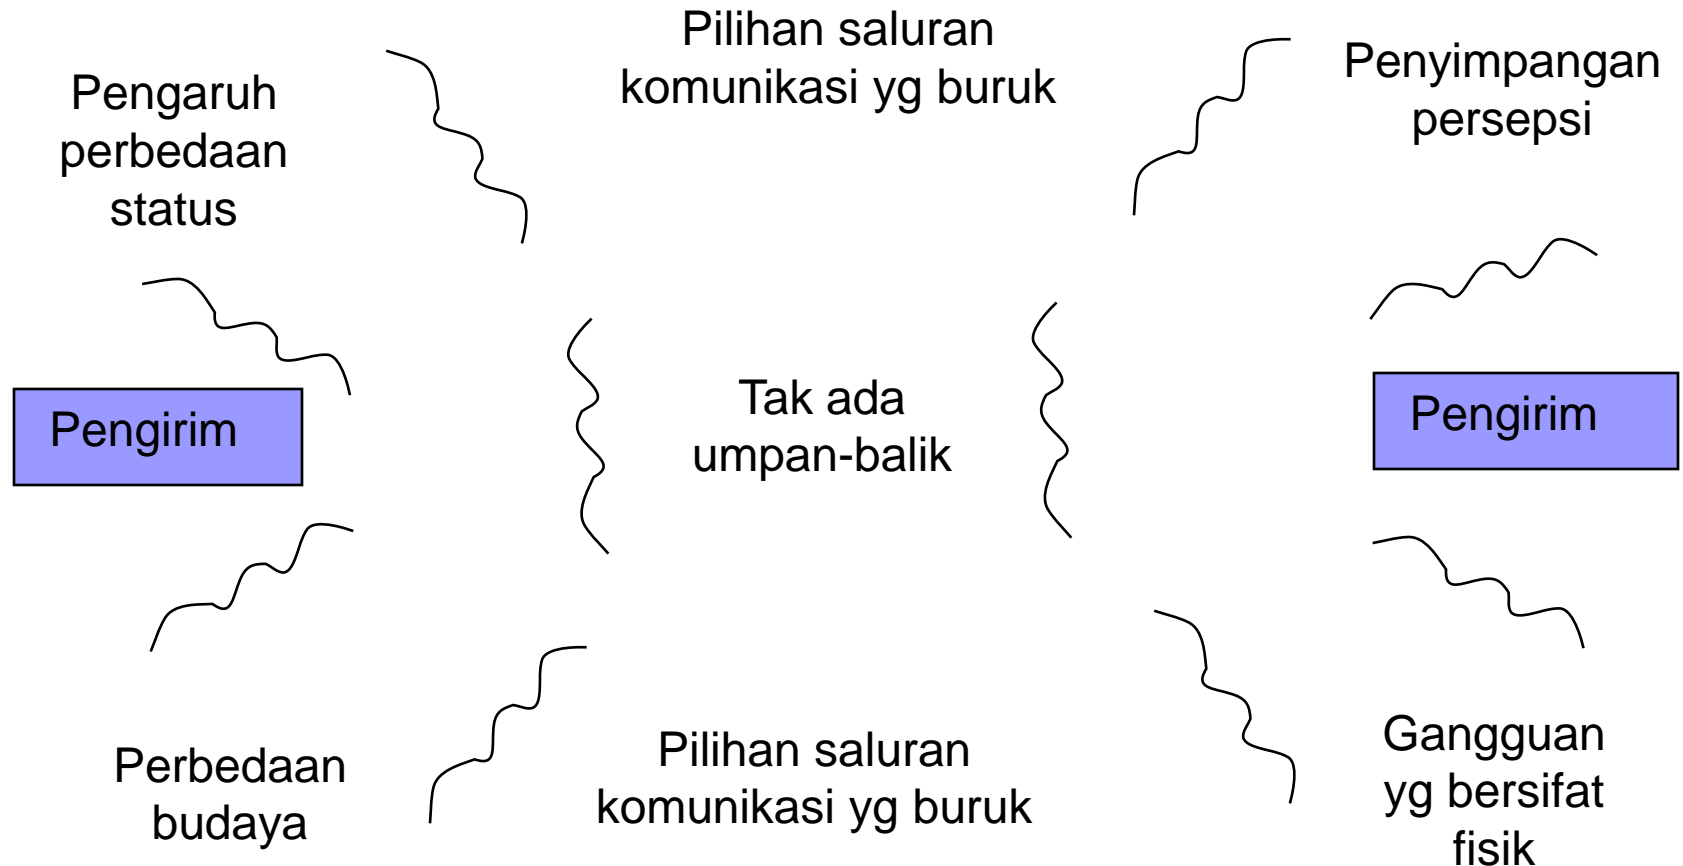 Pengaruh
perbedaan
status
Pilihan saluran
komunikasi yg buruk
Penyimpangan
persepsi
Pengirim
Tak ada
umpan-balik
Pengirim
Perbedaan
budaya
Pilihan saluran
komunikasi yg buruk
Gangguan
yg bersifat
fisik